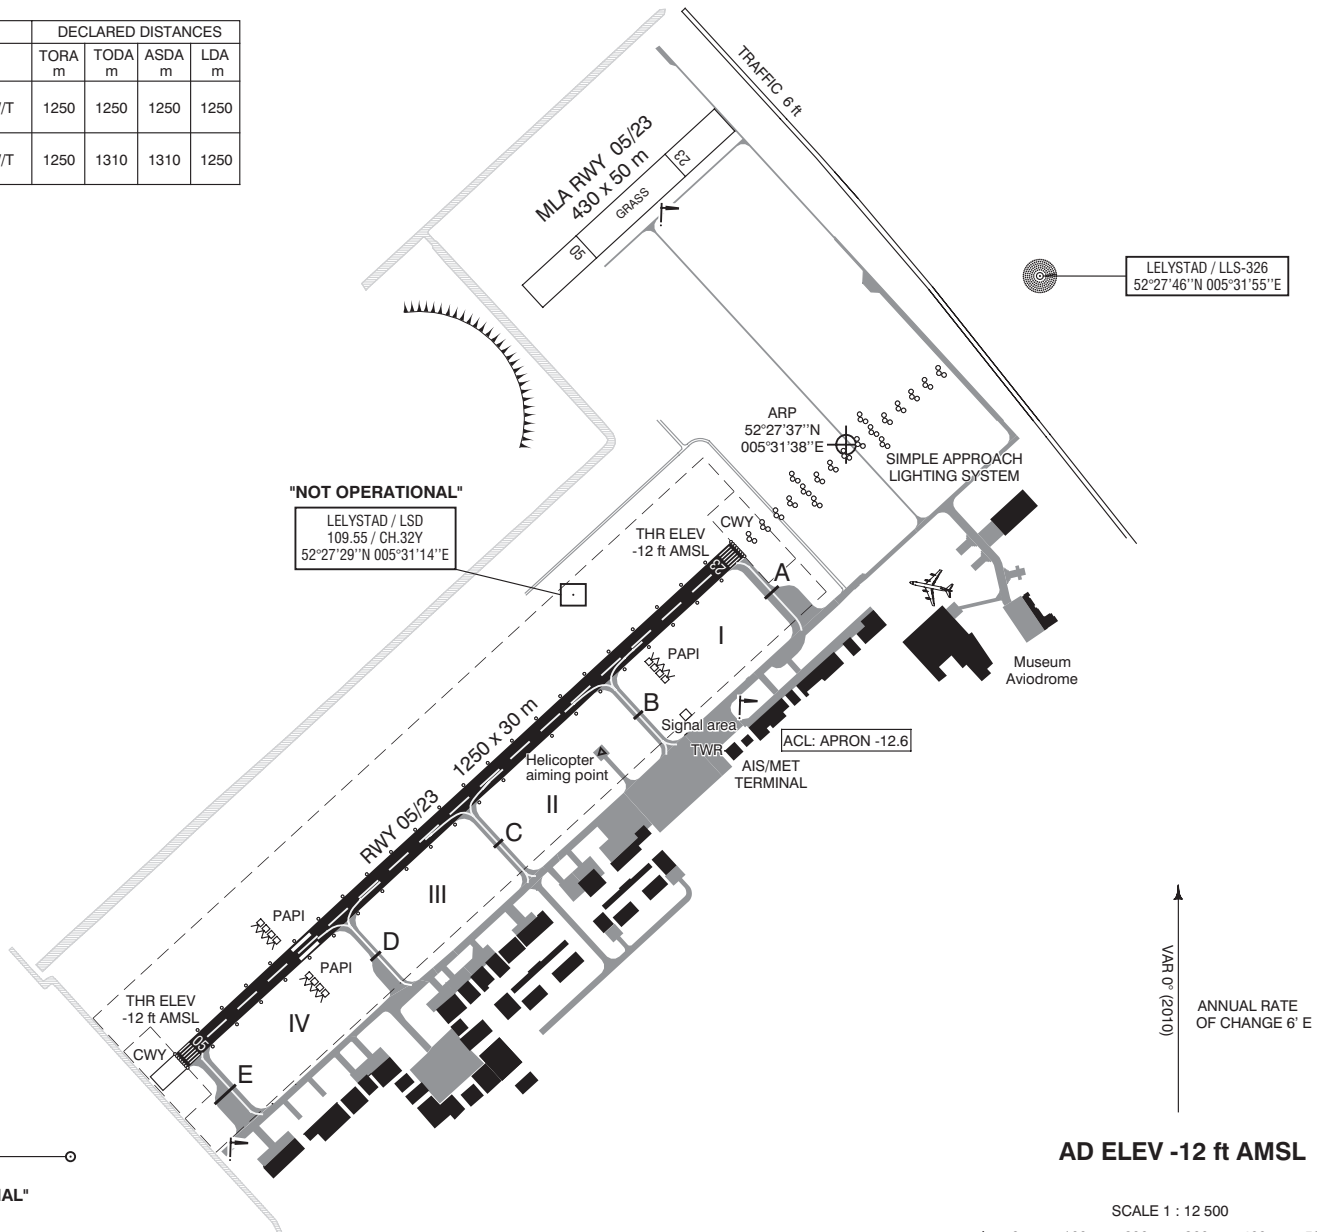 DECLARED DISTANCES
TORA m TODA m ASDA m LDA m
/T 1250 1250 1250 1250
/T 1250 1310 1310 1250
TRAFFIC 6 ft
MLA RWY 05/23
430 x 50 m
23
GRASS
05
LELYSTAD / LLS-326
52°27'46''N 005°31'55''E
ARP
52°27'37''N
005°31'38''E
SIMPLE APPROACH
LIGHTING SYSTEM
"NOT OPERATIONAL"
LELYSTAD / LSD
109.55 / CH.32Y
52°27'29''N 005°31'14''E
CWY
THR ELEV
-12 ft AMSL
23
A
I
PAPI
Museum
Aviodrome
B
Signal area
TWR
ACL: APRON -12.6
AIS/MET
TERMINAL
1250 x 30 m
Helicopter
aiming point
II
RWY 05/23
C
III
PAPI
D
PAPI
THR ELEV
-12 ft AMSL
IV
05
CWY
E
VAR 0° (2010)
ANNUAL RATE
OF CHANGE 6' E
AD ELEV -12 ft AMSL
AL"
SCALE 1 : 12 500